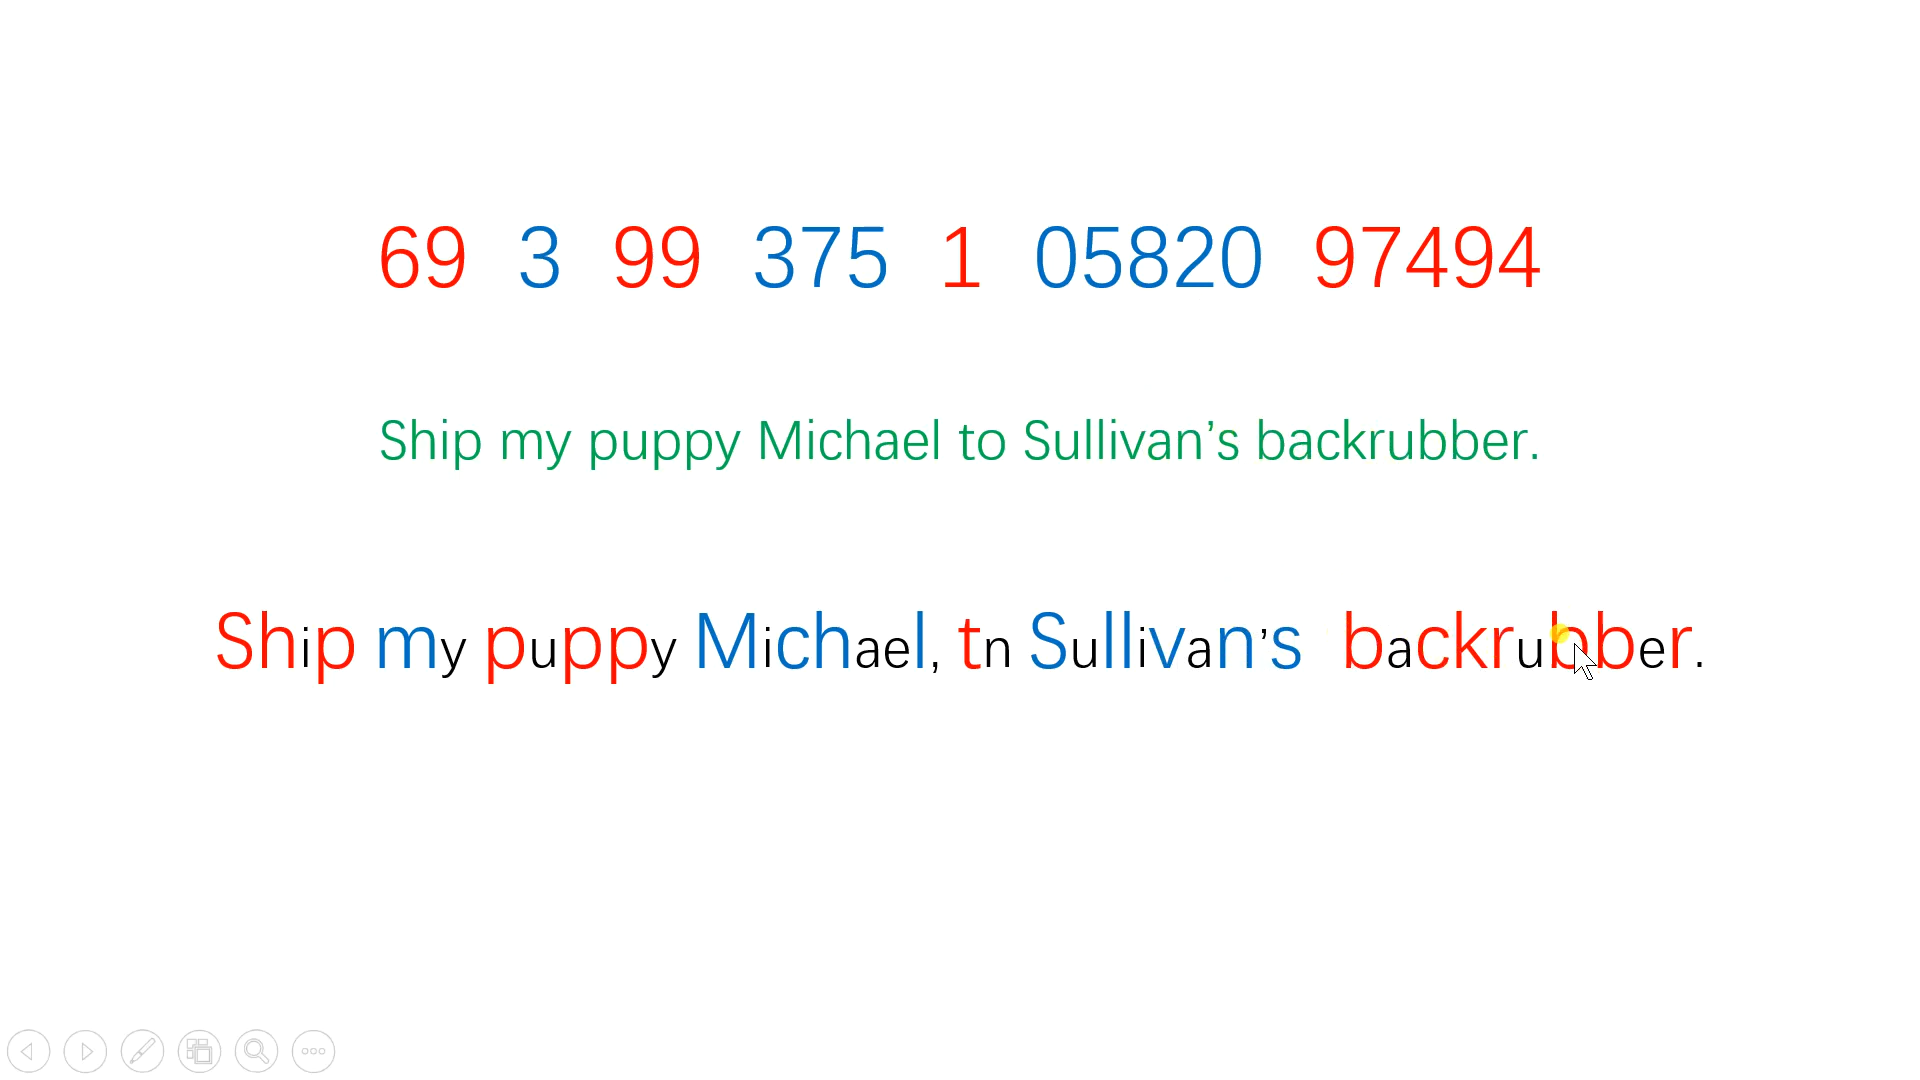 69 3 99 375 1 05820 97494
Ship my puppy Michael to Sullivan’s backrubber.
Ship my puppy Michael, tn Sullivan’s backrubber.